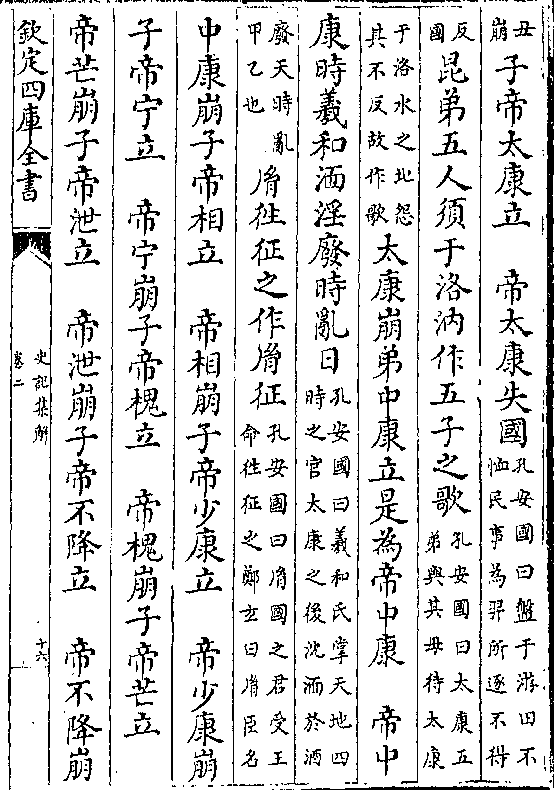 丑崩子帝太康立　帝太康失國孔安國曰盤于游田不恤民事為羿所逐不得
反國昆弟五人須于洛汭作五子之歌孔安國曰太康五弟與其母待太康
于洛水之北怨其不反故作歌太康崩弟中康立是為帝中康　帝中
康時羲和湎淫廢時亂日孔安國曰羲和氏掌天地四時之官太康之後沈湎於酒
廢天時亂甲乙也胤徃征之作胤征孔安國曰胤國之君受王命徃征之鄭玄曰胤臣名
中康崩子帝相立　帝相崩子帝少康立　帝少康崩
子帝宁立　帝宁崩子帝槐立　帝槐崩子帝芒立
帝芒崩子帝泄立　帝泄崩子帝不降立　帝不降崩
欽定四庫全書
史記集解
卷二
十六